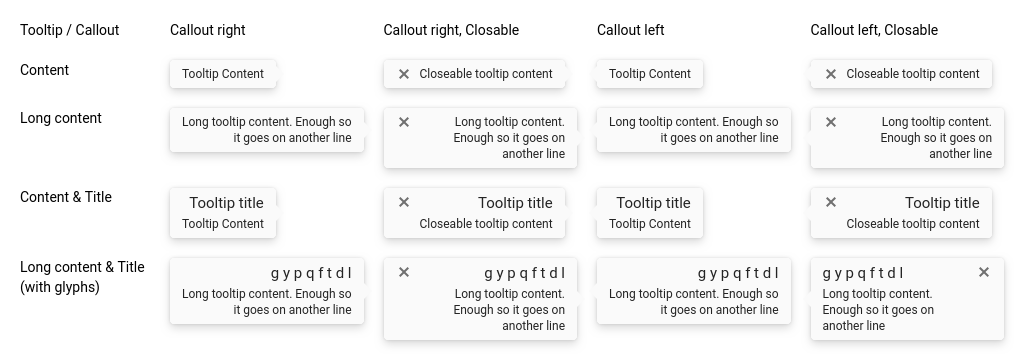 Tooltip / Callout Callout right Callout right, Closable Callout left Callout left, Closable
Content Tooltip Content ✕ Closeable tooltip content Tooltip Content ✕ Closeable tooltip content
Long content Long tooltip content. Enough so ✕ Long tooltip content. Long tooltip content. Enough so ✕ Long tooltip content.
it goes on another line Enough so it goes on it goes on another line Enough so it goes on
another line another line
Content & Title Tooltip title ✕ Tooltip title Tooltip title ✕ Tooltip title
Tooltip Content Closeable tooltip content Tooltip Content Closeable tooltip content
Long content & Title g y p q f t d l ✕ g y p q f t d l g y p q f t d l g y p q f t d l ✕
(with glyphs) Long tooltip content. Enough so Long tooltip content. Long tooltip content. Enough so Long tooltip content.
it goes on another line Enough so it goes on it goes on another line Enough so it goes on
another line another line